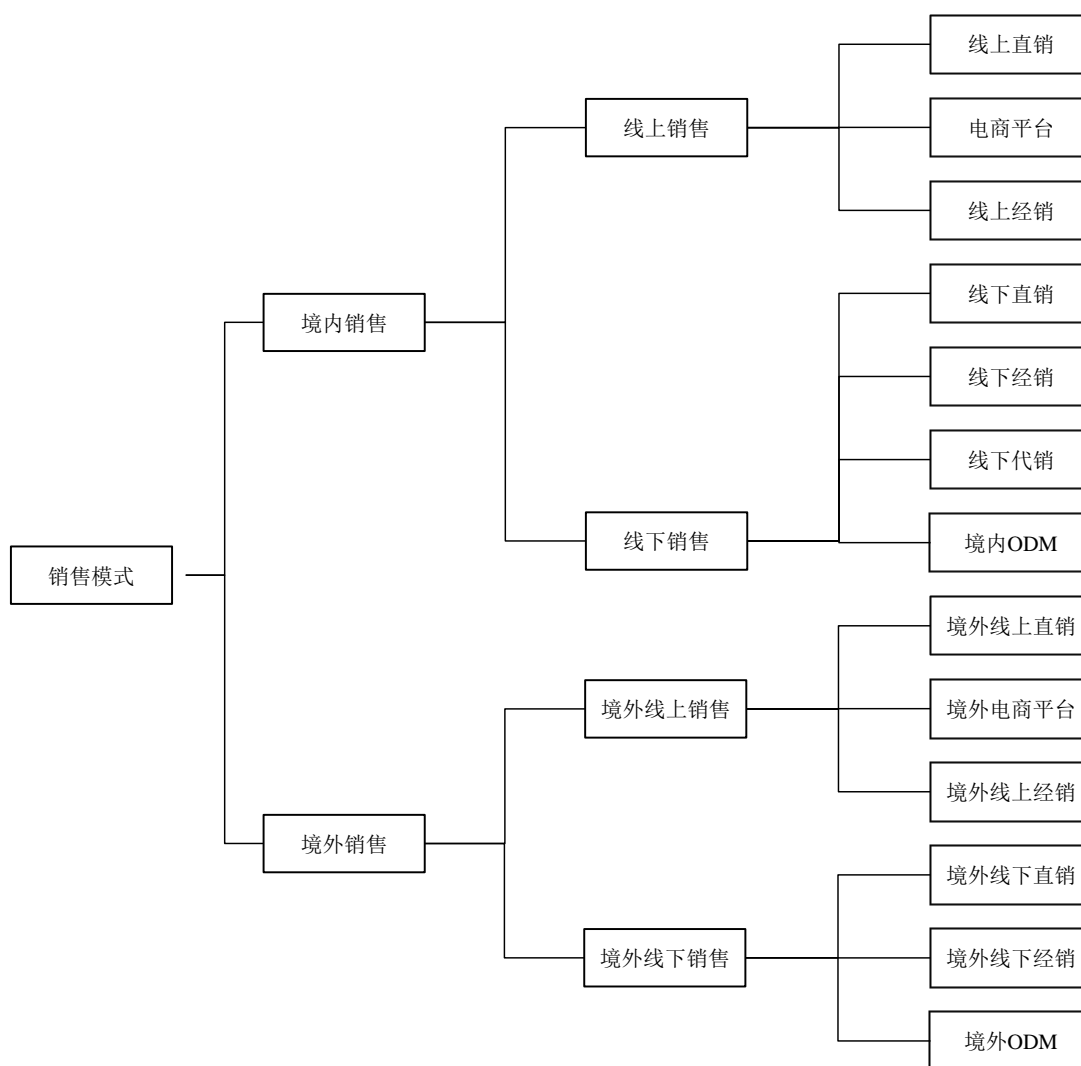 线上直销
线上销售
电商平台
线上经销
境内销售
线下直销
线下经销
线下代销
线下销售
境内ODM
销售模式
境外线上直销
境外线上销售
境外电商平台
境外线上经销
境外销售
境外线下直销
境外线下销售
境外线下经销
境外ODM